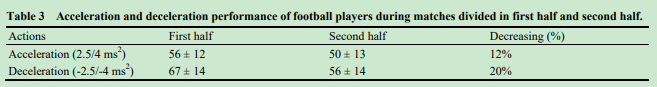 Table 3 Acceleration and deceleration performance of football players during matches divided in first half and second half.
Actions First half Second half Decreasing (%)
Acceleration (2.5/4 ms²) 56 ± 12 50 ± 13 12%
Deceleration (-2.5/-4 ms²) 67 ± 14 56 ± 14 20%